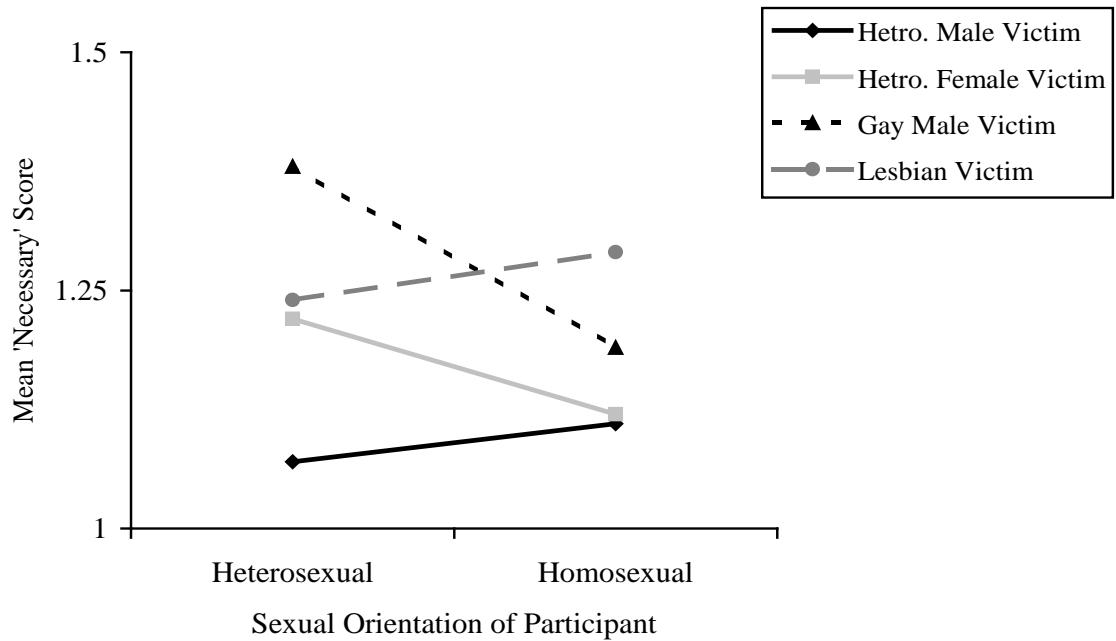 Hetro. Male Victim
Hetro. Female Victim
Gay Male Victim
Lesbian Victim
Mean 'Necessary' Score
1.5
1.25
1
Heterosexual
Homosexual
Sexual Orientation of Participant